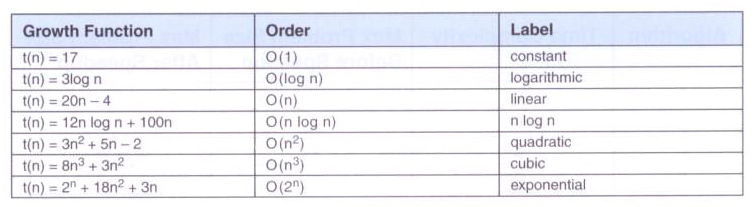 Growth Function Order Label
t(n) = 17 O(1) constant
t(n) = 3log n O(log n) logarithmic
t(n) = 20n – 4 O(n) linear
t(n) = 12n log n + 100n O(n log n) n log n
t(n) = 3n² + 5n – 2 O(n²) quadratic
t(n) = 8n³ + 3n² O(n³) cubic
t(n) = 2ⁿ + 18n² + 3n O(2ⁿ) exponential